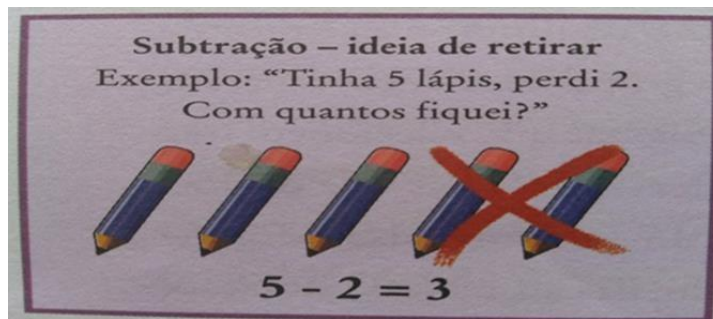 Subtração – ideia de retirar
Exemplo: “Tinha 5 lápis, perdi 2.
Com quantos fiquei?”
5 – 2 = 3